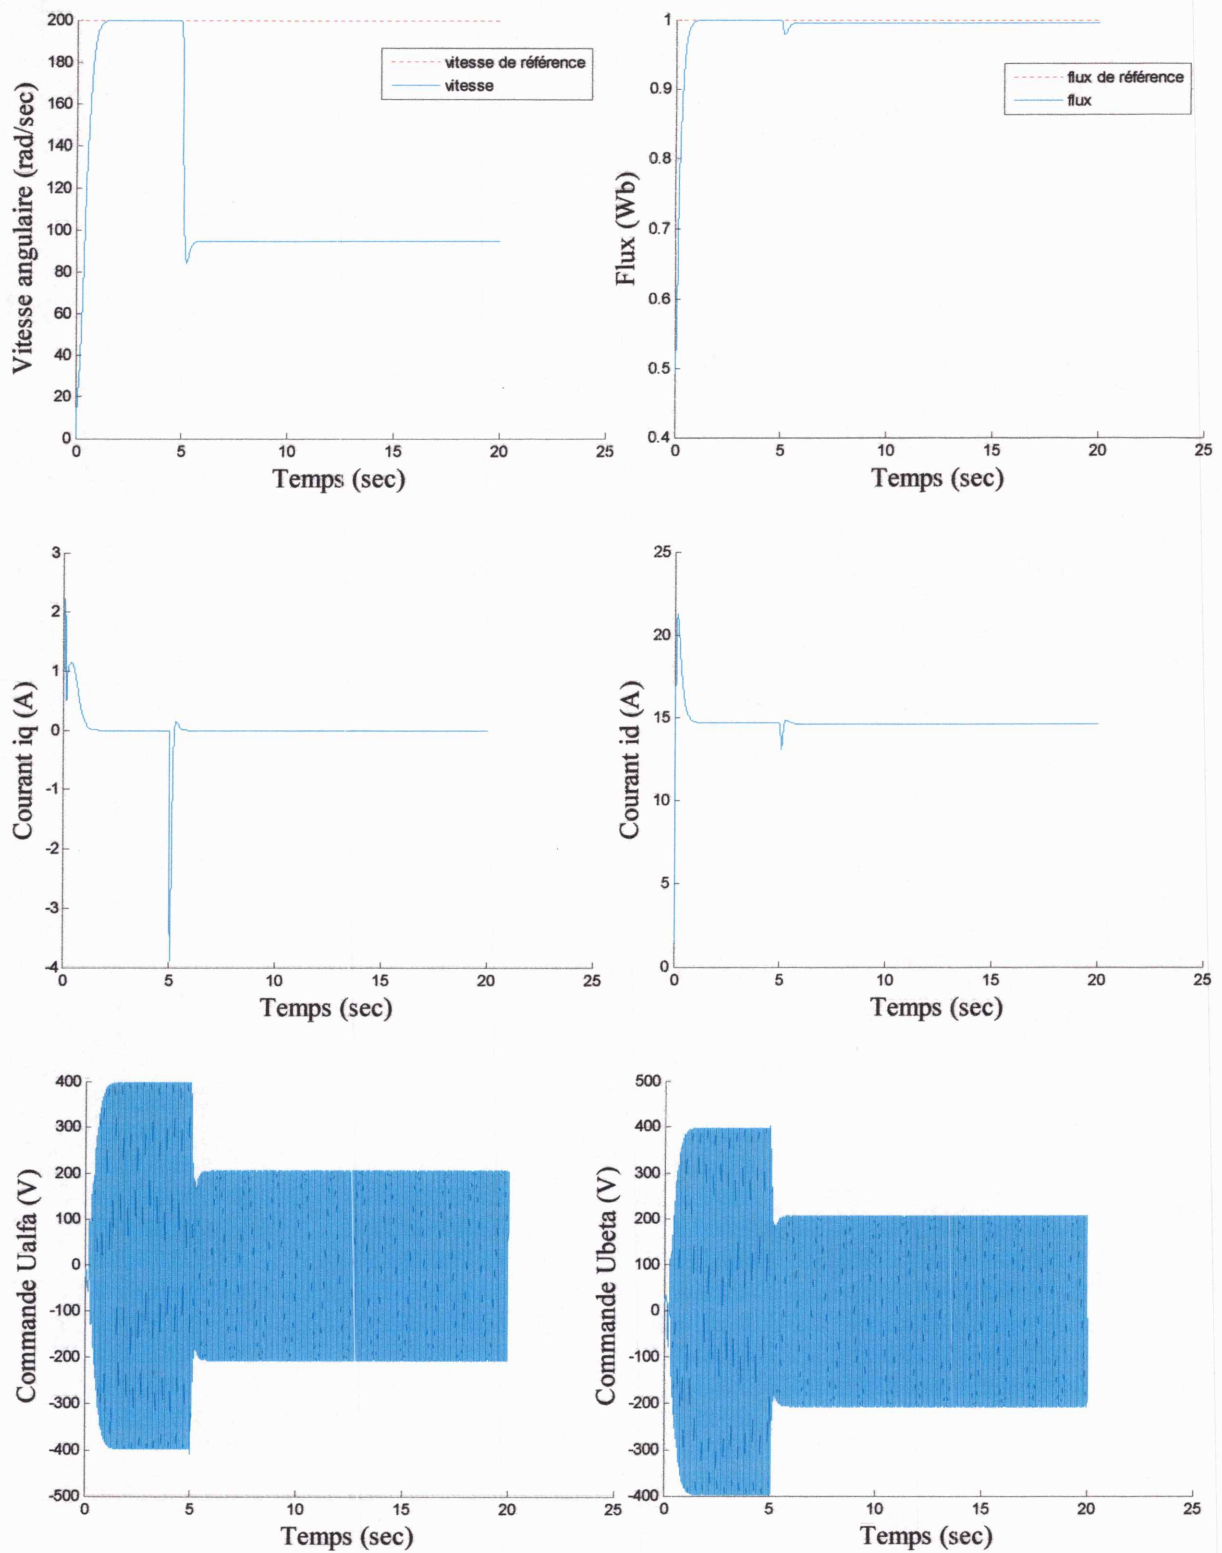 200
180
160
140
120
100
80
60
40
20
0
Vitesse angulaire (rad/sec)
vitesse de référence
vitesse
0 5 10 15 20 25
Temps (sec)
1
0.9
0.8
0.7
0.6
0.5
0.4
Flux (Wb)
flux de référence
flux
0 5 10 15 20 25
Temps (sec)
3
2
1
0
-1
-2
-3
-4
Courant iq (A)
0 5 10 15 20 25
Temps (sec)
25
20
15
10
5
0
Courant id (A)
0 5 10 15 20 25
Temps (sec)
400
300
200
100
0
-100
-200
-300
-400
-500
Commande Ualfa (V)
0 5 10 15 20 25
Temps (sec)
500
400
300
200
100
0
-100
-200
-300
-400
Commande Ubeta (V)
0 5 10 15 20 25
Temps (sec)